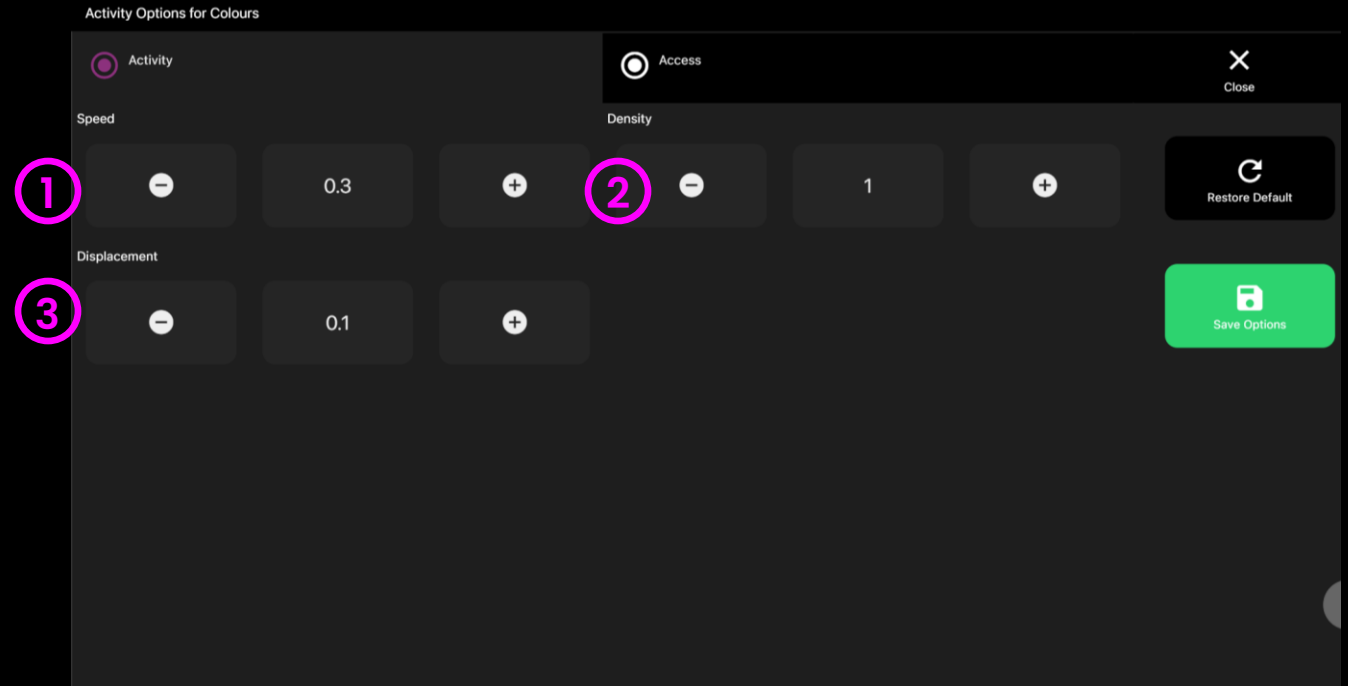 Activity Options for Colours
Activity
Access
Close
Speed
Density
1
0.3
2
1
Restore Default
Displacement
3
0.1
Save Options